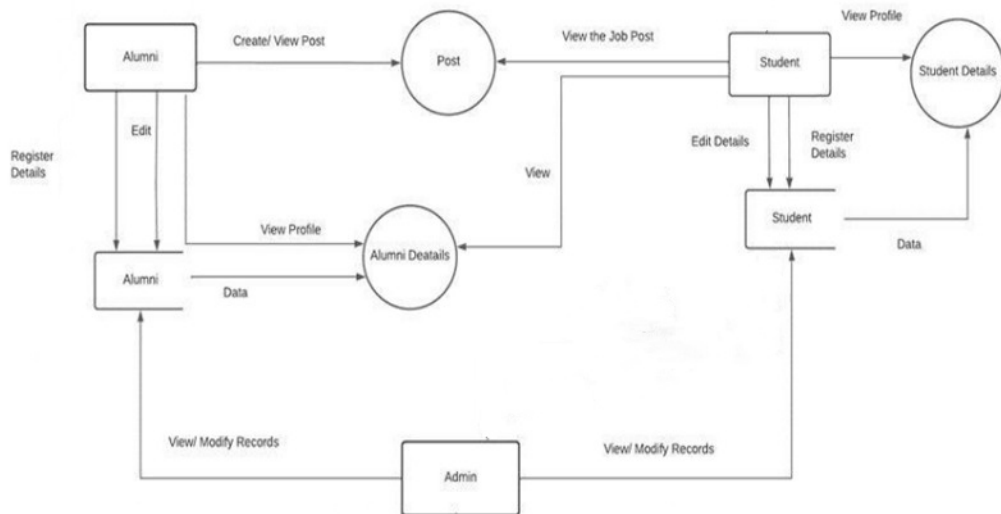 View Profile
Create/ View Post
View the Job Post
Alumni
Post
Student
Student Details
Edit
Edit Details
Register
Details
Register
Details
View
Student
View Profile
Data
Alumni Deatails
Alumni
Data
View/ Modify Records
View/ Modify Records
Admin